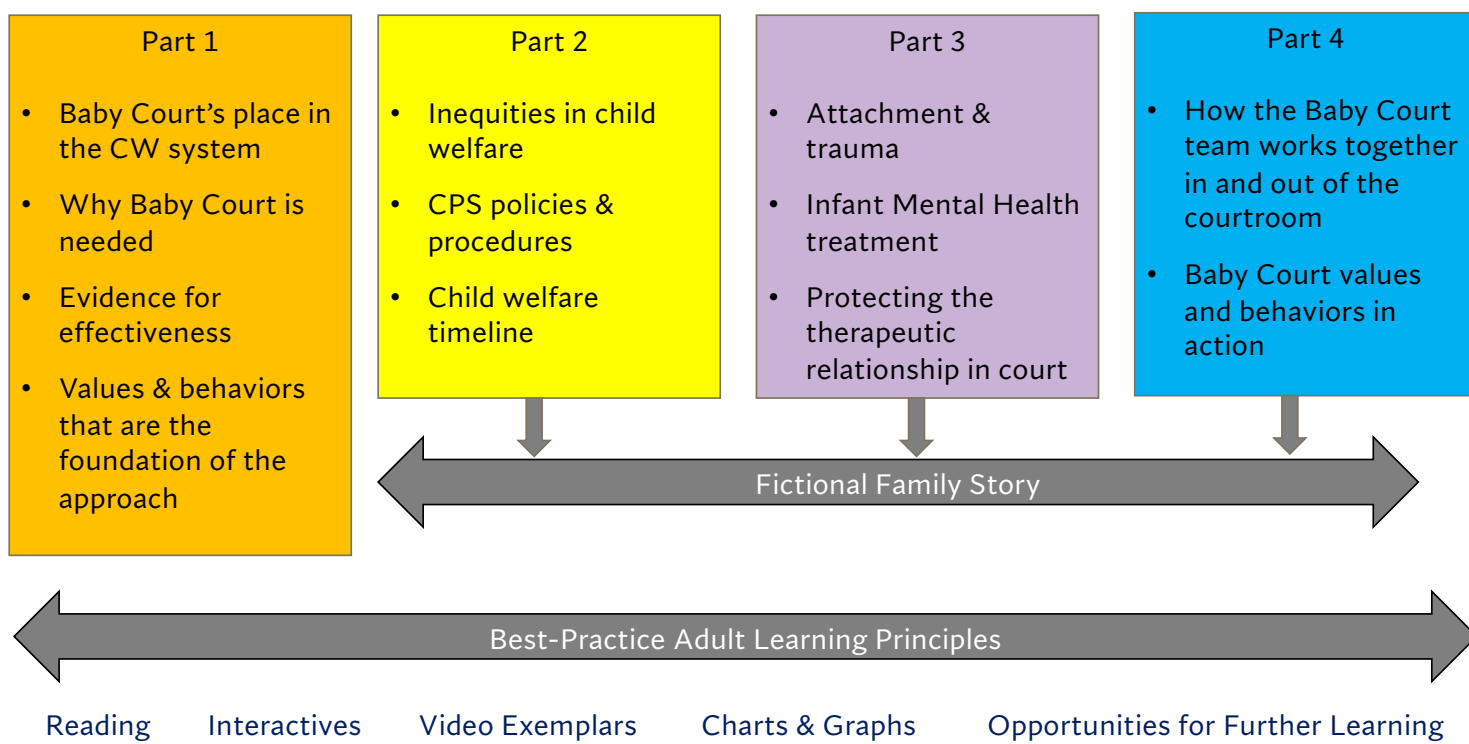 Part 1
• Baby Court’s place in
the CW system
• Why Baby Court is
needed
• Evidence for
effectiveness
• Values & behaviors
that are the
foundation of the
approach
Part 2
• Inequities in child
welfare
• CPS policies &
procedures
• Child welfare
timeline
Part 3
• Attachment &
trauma
• Infant Mental Health
treatment
• Protecting the
therapeutic
relationship in court
Part 4
• How the Baby Court
team works together
in and out of the
courtroom
• Baby Court values
and behaviors in
action
Fictional Family Story
Best-Practice Adult Learning Principles
Reading Interactives Video Exemplars Charts & Graphs Opportunities for Further Learning